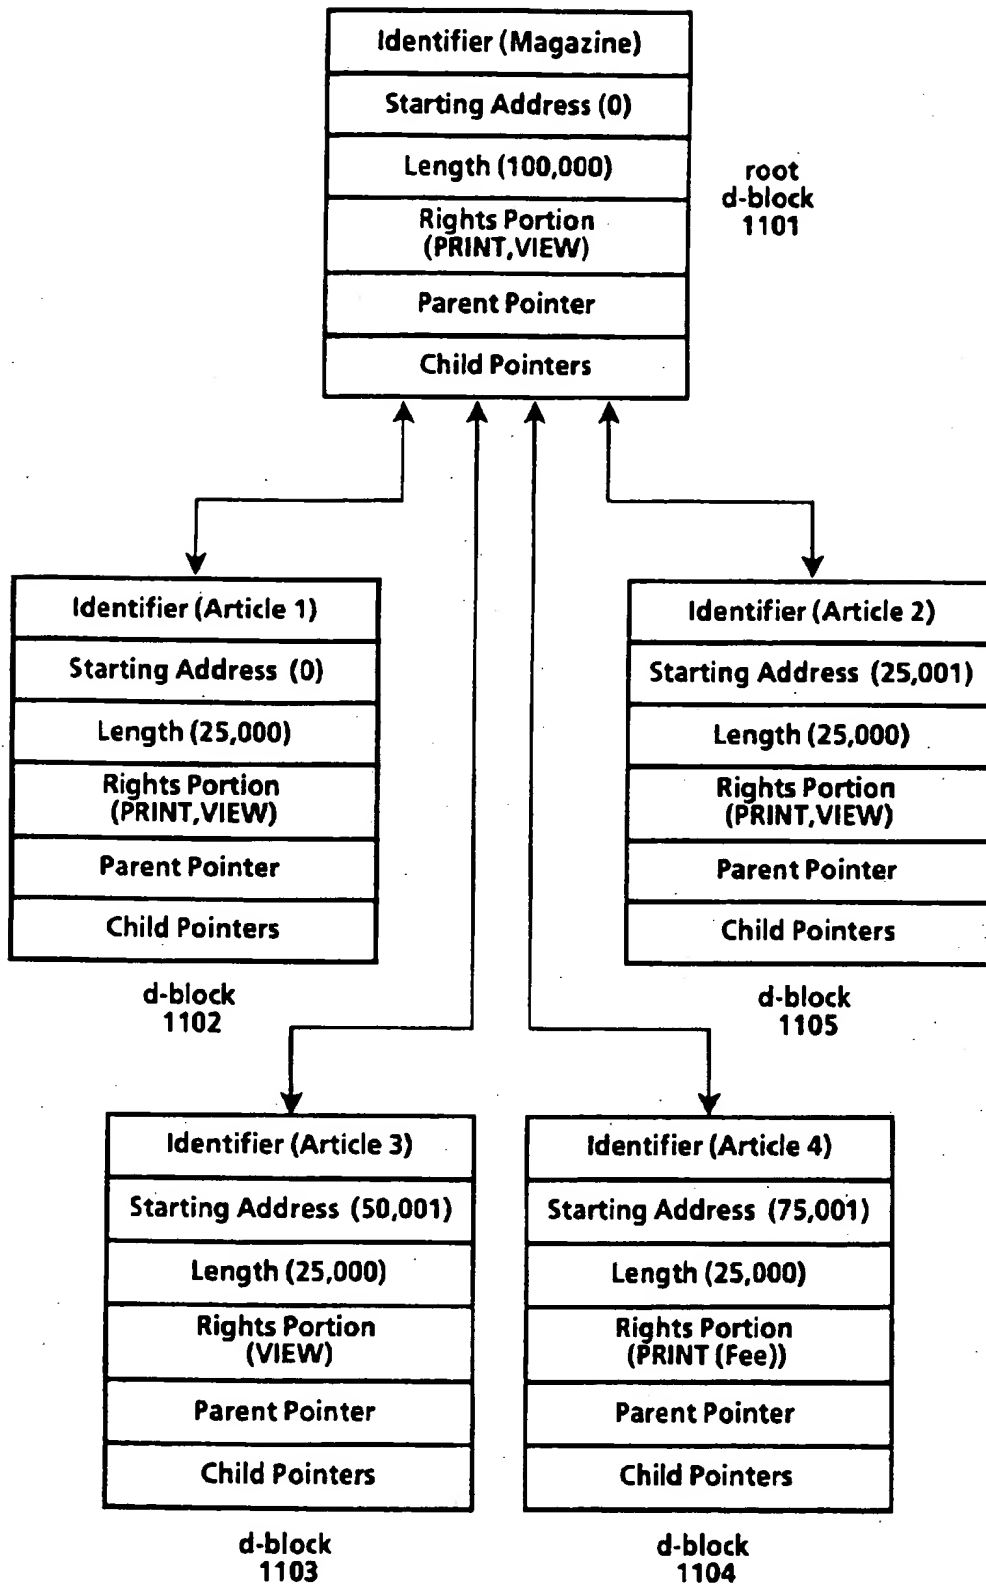 Identifier (Magazine)
Starting Address (0)
Length (100,000)
Rights Portion
(PRINT,VIEW)
Parent Pointer
Child Pointers
root
d-block
1101
Identifier (Article 1)
Starting Address (0)
Length (25,000)
Rights Portion
(PRINT,VIEW)
Parent Pointer
Child Pointers
d-block
1102
Identifier (Article 2)
Starting Address (25,001)
Length (25,000)
Rights Portion
(PRINT,VIEW)
Parent Pointer
Child Pointers
d-block
1105
Identifier (Article 3)
Starting Address (50,001)
Length (25,000)
Rights Portion
(VIEW)
Parent Pointer
Child Pointers
d-block
1103
Identifier (Article 4)
Starting Address (75,001)
Length (25,000)
Rights Portion
(PRINT (Fee))
Parent Pointer
Child Pointers
d-block
1104